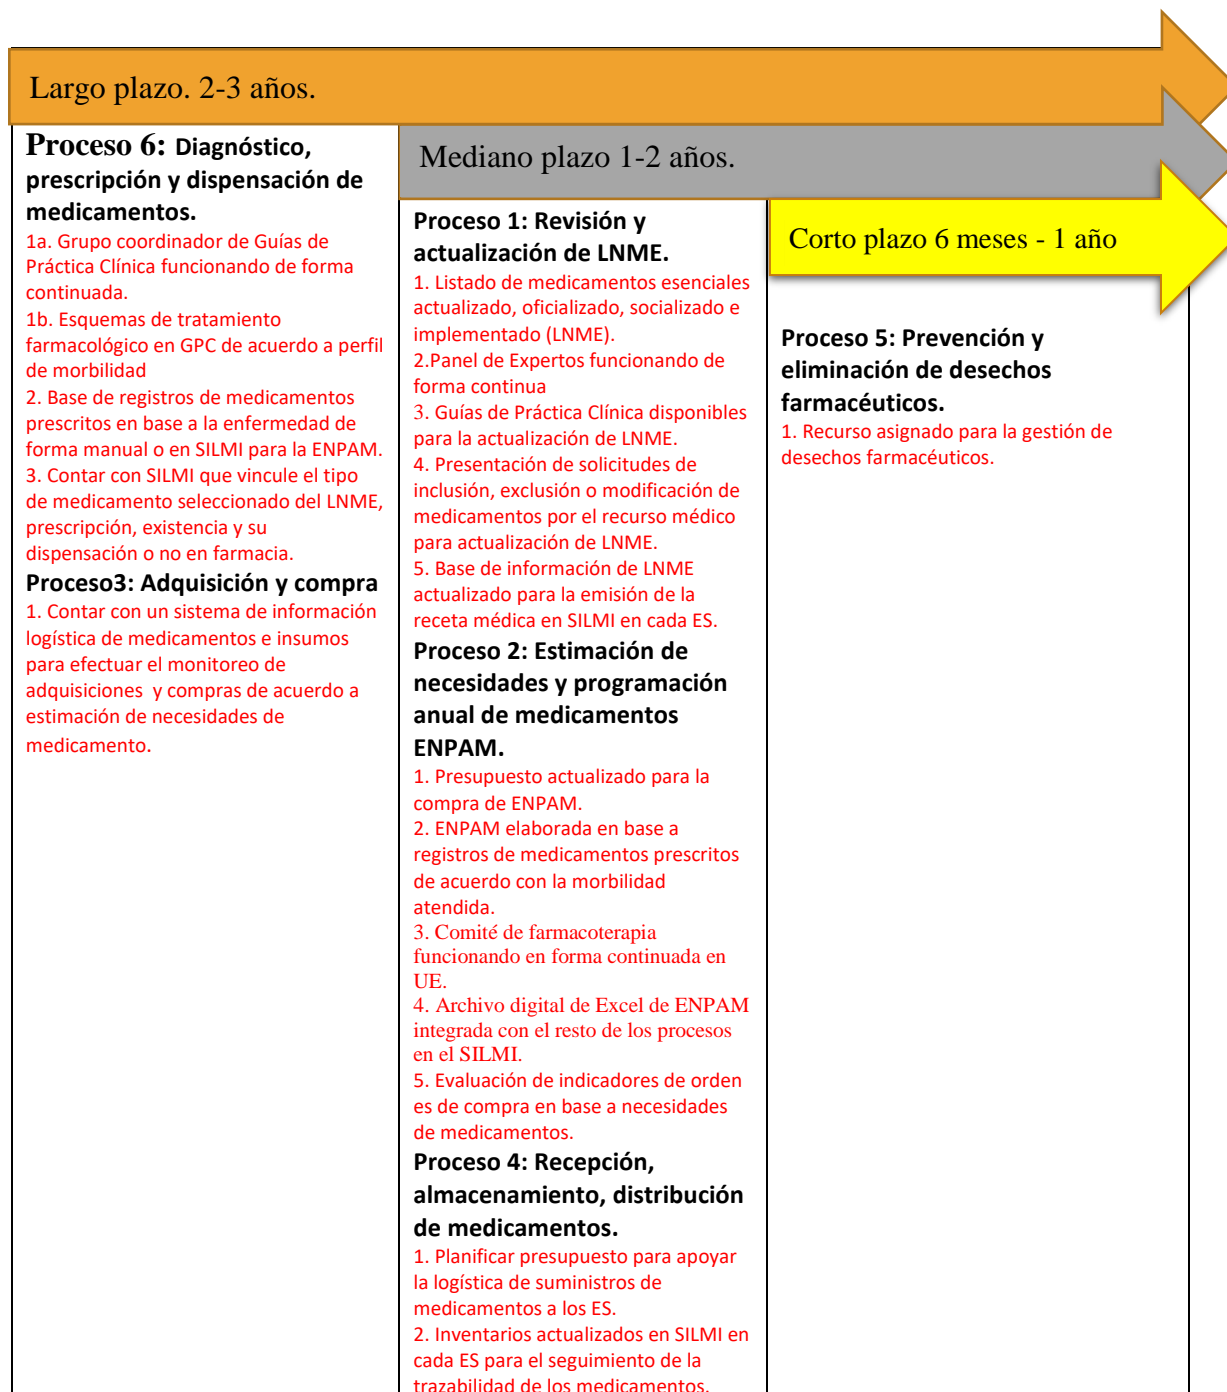 Largo plazo. 2-3 años.
Proceso 6: Diagnóstico,
prescripción y dispensación de
medicamentos.
1a. Grupo coordinador de Guías de
Práctica Clínica funcionando de forma
continuada.
1b. Esquemas de tratamiento
farmacológico en GPC de acuerdo a perfil
de morbilidad
2. Base de registros de medicamentos
prescritos en base a la enfermedad de
forma manual o en SILMI para la ENPAM.
3. Contar con SILMI que vincule el tipo
de medicamento seleccionado del LNME,
prescripción, existencia y su
dispensación o no en farmacia.
Proceso3: Adquisición y compra
1. Contar con un sistema de información
logística de medicamentos e insumos
para efectuar el monitoreo de
adquisiciones y compras de acuerdo a
estimación de necesidades de
medicamento.
Mediano plazo 1-2 años.
Proceso 1: Revisión y
actualización de LNME.
1. Listado de medicamentos esenciales
actualizado, oficializado, socializado e
implementado (LNME).
2.Panel de Expertos funcionando de
forma continua
3. Guías de Práctica Clínica disponibles
para la actualización de LNME.
4. Presentación de solicitudes de
inclusión, exclusión o modificación de
medicamentos por el recurso médico
para actualización de LNME.
5. Base de información de LNME
actualizado para la emisión de la
receta médica en SILMI en cada ES.
Proceso 2: Estimación de
necesidades y programación
anual de medicamentos
ENPAM.
1. Presupuesto actualizado para la
compra de ENPAM.
2. ENPAM elaborada en base a
registros de medicamentos prescritos
de acuerdo con la morbilidad
atendida.
3. Comité de farmacoterapia
funcionando en forma continuada en
UE.
4. Archivo digital de Excel de ENPAM
integrada con el resto de los procesos
en el SILMI.
5. Evaluación de indicadores de orden
es de compra en base a necesidades
de medicamentos.
Proceso 4: Recepción,
almacenamiento, distribución
de medicamentos.
1. Planificar presupuesto para apoyar
la logística de suministros de
medicamentos a los ES.
2. Inventarios actualizados en SILMI en
cada ES para el seguimiento de la
trazabilidad de los medicamentos.
Corto plazo 6 meses - 1 año
Proceso 5: Prevención y
eliminación de desechos
farmacéuticos.
1. Recurso asignado para la gestión de
desechos farmacéuticos.